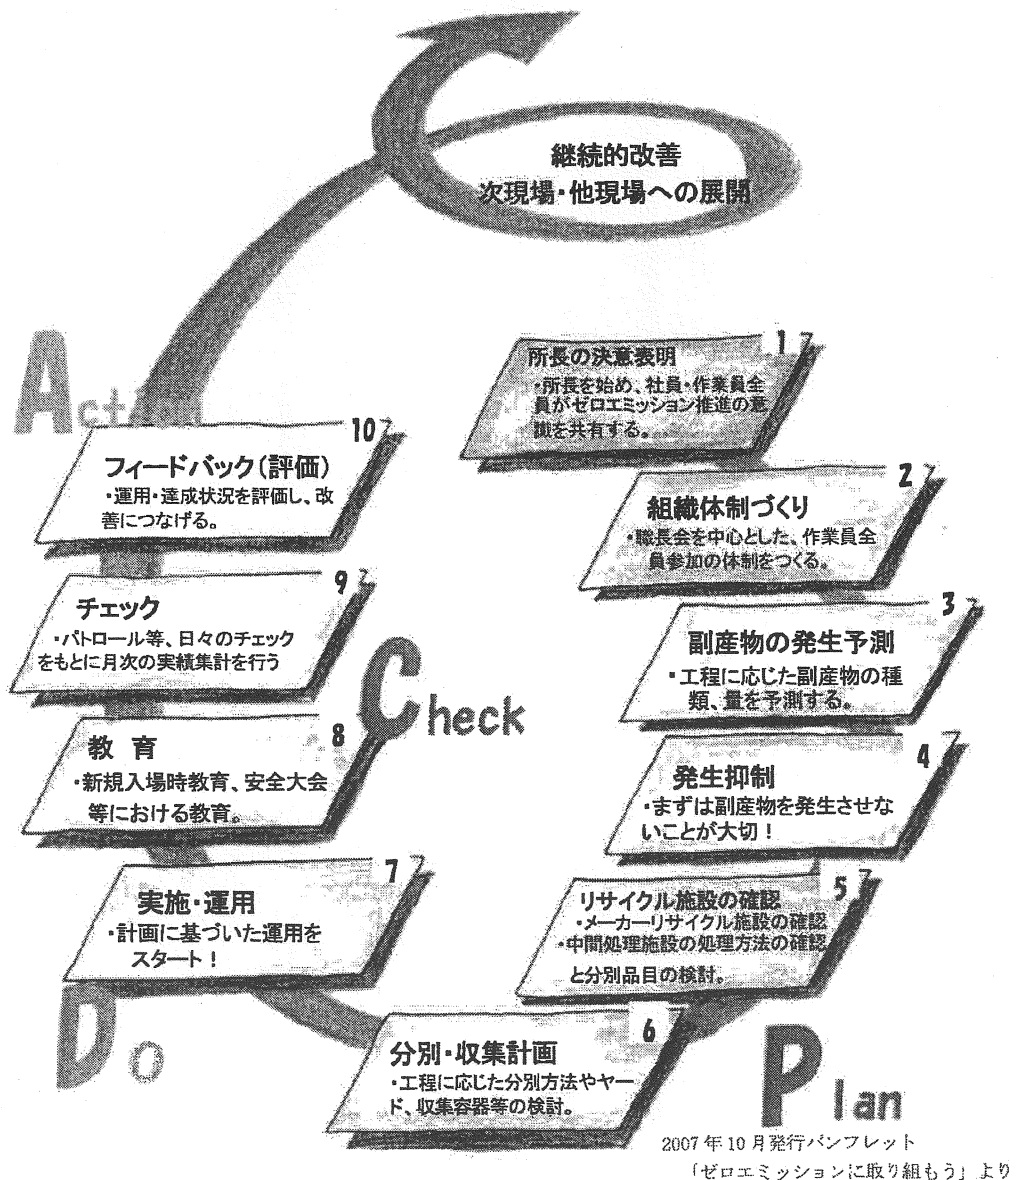 継続的改善
次現場・他現場への展開
1
所長の決意表明
・所長を始め、社員・作業員全
員がゼロエミッション推進の意
識を共有する。
2
組織体制づくり
・職長会を中心とした、作業員全
員参加の体制をつくる。
3
副産物の発生予測
・工程に応じた副産物の種
類、量を予測する。
4
発生抑制
・まずは副産物を発生させな
いことが大切！
5
リサイクル施設の確認
・メーカーリサイクル施設の確認
・中間処理施設の処理方法の確認
と分別品目の検討。
Plan
6
分別・収集計画
・工程に応じた分別方法やヤー
ド、収集容器等の検討。
7
実施・運用
・計画に基づいた運用を
スタート！
Do
8
教 育
・新規入場時教育、安全大会
等における教育。
Check
9
チェック
・パトロール等、日々のチェック
をもとに月次の実績集計を行う
10
フィードバック（評価）
・運用・達成状況を評価し、改
善につなげる。
Action
2007年10月発行パンフレット
「ゼロエミッションに取り組もう」より